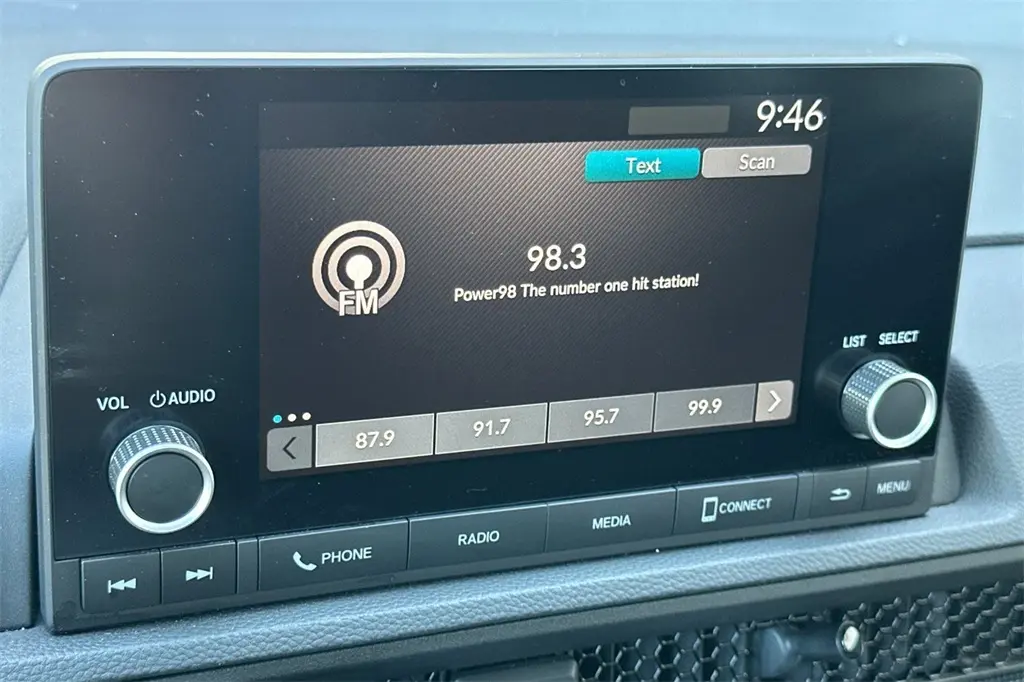 9:46
Text Scan
98.3
FM
Power98 The number one hit station!
LIST SELECT
VOL AUDIO
87.9 91.7 95.7 99.9
PHONE RADIO MEDIA CONNECT MENU